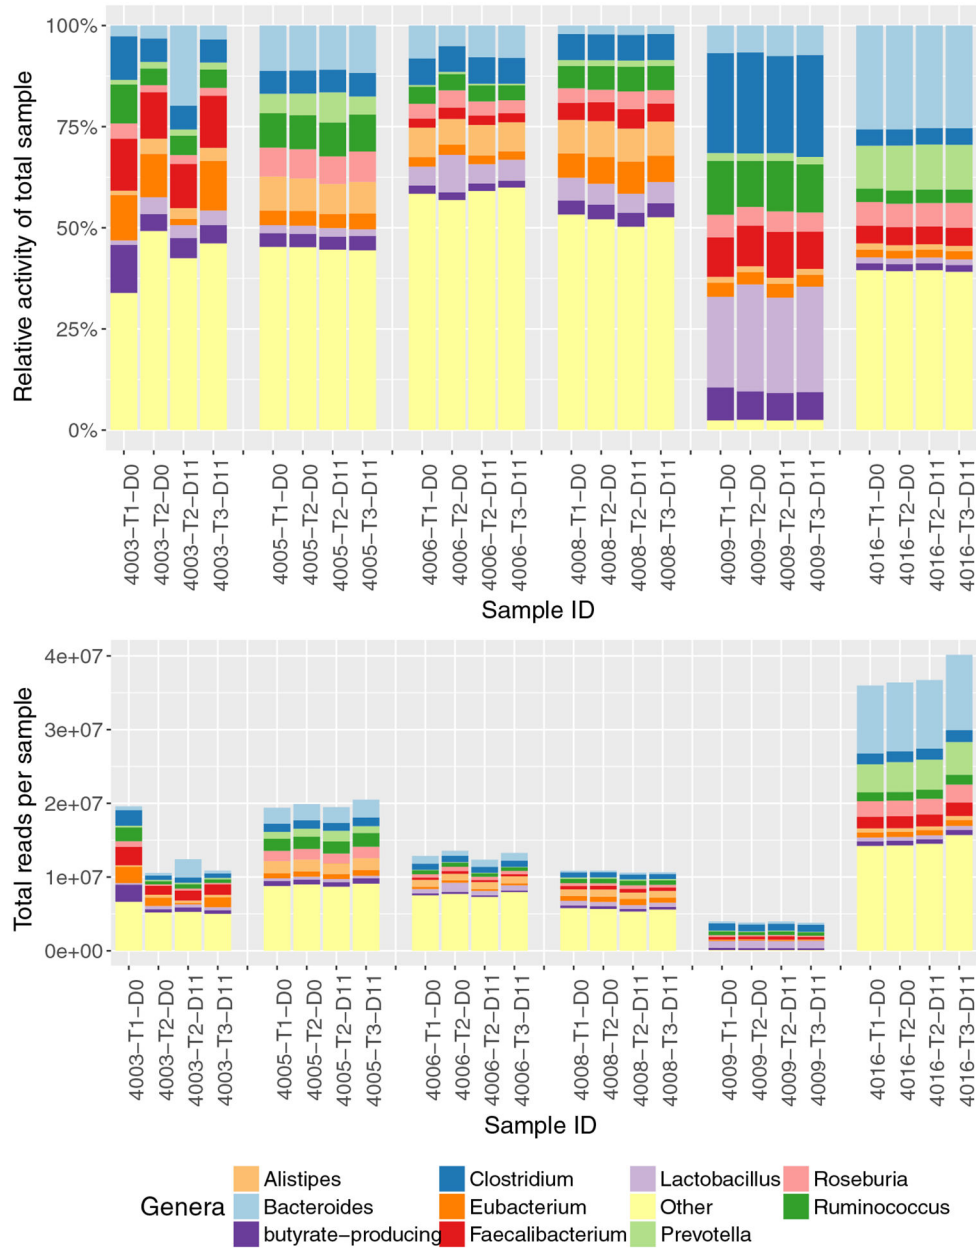 100%
75%
50%
25%
0%
Relative activity of total sample
4003−T1−D0
4003−T2−D0
4003−T2−D11
4003−T3−D11
4005−T1−D0
4005−T2−D0
4005−T2−D11
4005−T3−D11
4006−T1−D0
4006−T2−D0
4006−T2−D11
4006−T3−D11
4008−T1−D0
4008−T2−D0
4008−T2−D11
4008−T3−D11
4009−T1−D0
4009−T2−D0
4009−T2−D11
4009−T3−D11
4016−T1−D0
4016−T2−D0
4016−T2−D11
4016−T3−D11
Sample ID
4e+07
3e+07
2e+07
1e+07
0e+00
Total reads per sample
4003−T1−D0
4003−T2−D0
4003−T2−D11
4003−T3−D11
4005−T1−D0
4005−T2−D0
4005−T2−D11
4005−T3−D11
4006−T1−D0
4006−T2−D0
4006−T2−D11
4006−T3−D11
4008−T1−D0
4008−T2−D0
4008−T2−D11
4008−T3−D11
4009−T1−D0
4009−T2−D0
4009−T2−D11
4009−T3−D11
4016−T1−D0
4016−T2−D0
4016−T2−D11
4016−T3−D11
Sample ID
Genera
Alistipes
Bacteroides
butyrate−producing
Clostridium
Eubacterium
Faecalibacterium
Lactobacillus
Other
Prevotella
Roseburia
Ruminococcus